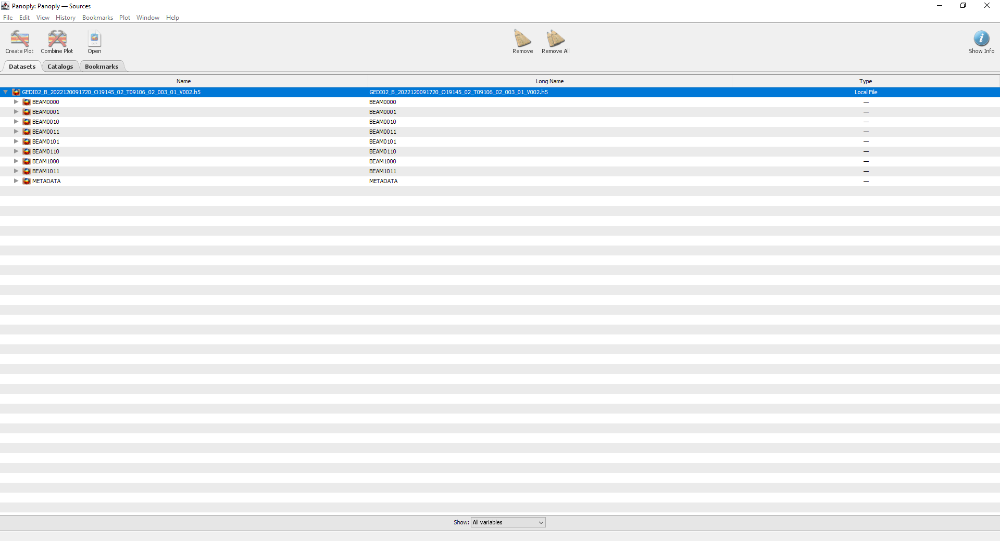 Panoply: Panoply — Sources
File Edit View History Bookmarks Plot Window Help
Create Plot Combine Plot Open Remove Remove All Show Info
Datasets Catalogs Bookmarks
Name Long Name Type
GEDI02_B_2022120091720_O19145_02_T09106_02_003_01_V002.h5 GEDI02_B_2022120091720_O19145_02_T09106_02_003_01_V002.h5 Local File
BEAM0000 BEAM0000 —
BEAM0001 BEAM0001 —
BEAM0010 BEAM0010 —
BEAM0011 BEAM0011 —
BEAM0101 BEAM0101 —
BEAM0110 BEAM0110 —
BEAM1000 BEAM1000 —
BEAM1011 BEAM1011 —
METADATA METADATA —
Show: All variables